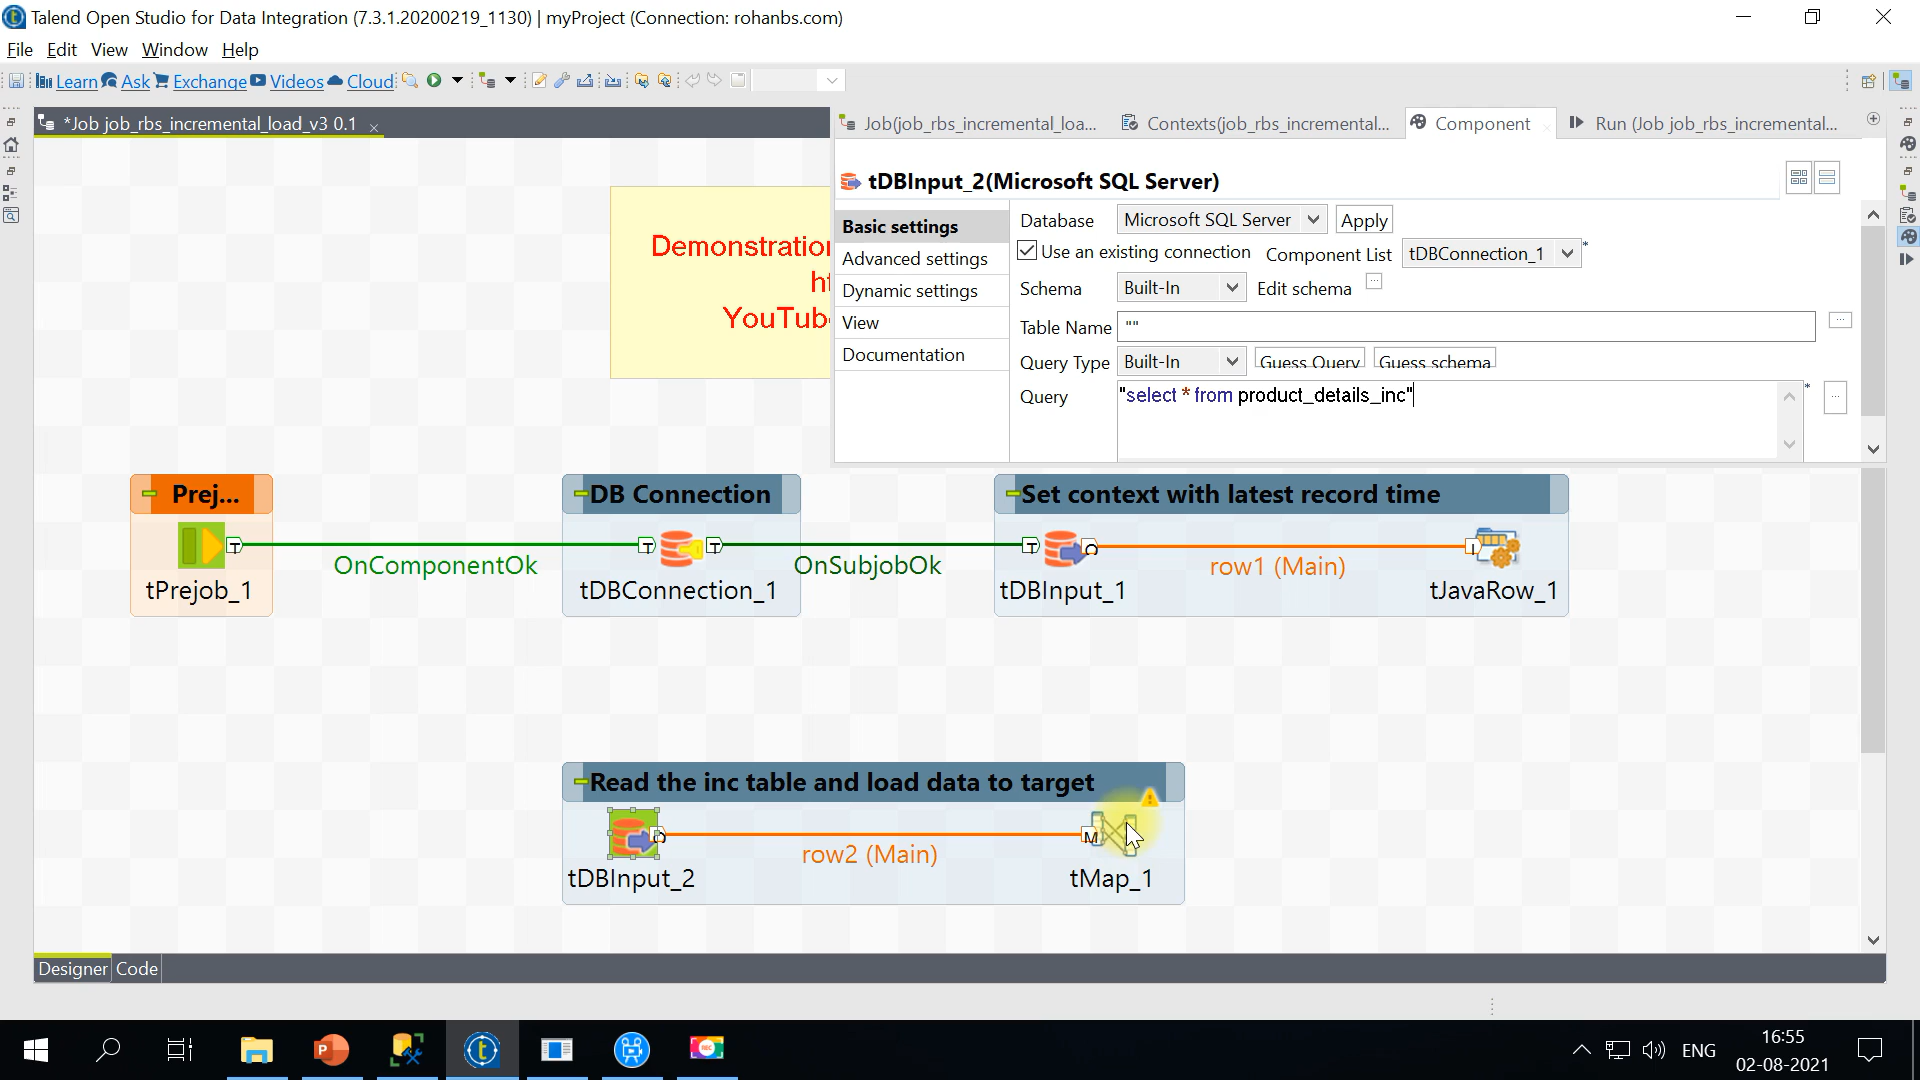 Talend Open Studio for Data Integration (7.3.1.20200219_1130) | myProject (Connection: rohanbs.com)
File Edit View Window Help
Learn Ask Exchange Videos Cloud
*Job job_rbs_incremental_load_v3 0.1
Job(job_rbs_incremental_loa... Contexts(job_rbs_incremental... Component Run (Job job_rbs_incremental...
tDBInput_2(Microsoft SQL Server)
Basic settings
Advanced settings
Dynamic settings
View
Documentation
Database Microsoft SQL Server Apply
Use an existing connection Component List tDBConnection_1 *
Schema Built-In Edit schema ...
Table Name "" ...
Query Type Built-In Guess Query Guess schema
Query "select * from product_details_inc" * ...
Demonstration
ht
YouTub
Prej...
tPrejob_1
OnComponentOk
DB Connection
tDBConnection_1
OnSubjobOk
Set context with latest record time
tDBInput_1
row1 (Main)
tJavaRow_1
Read the inc table and load data to target
tDBInput_2
row2 (Main)
tMap_1
Designer Code
ENG
16:55
02-08-2021